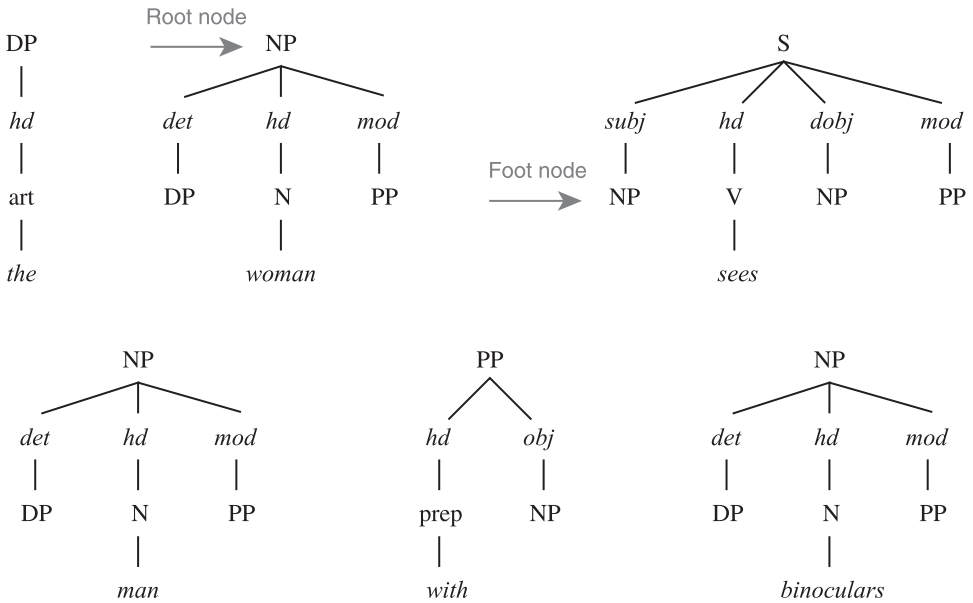 Root node
DP NP S
hd det hd mod subj hd dobj mod
Foot node
art DP N PP NP V NP PP
the woman sees
NP PP NP
det hd mod hd obj det hd mod
DP N PP prep NP DP N PP
man with binoculars